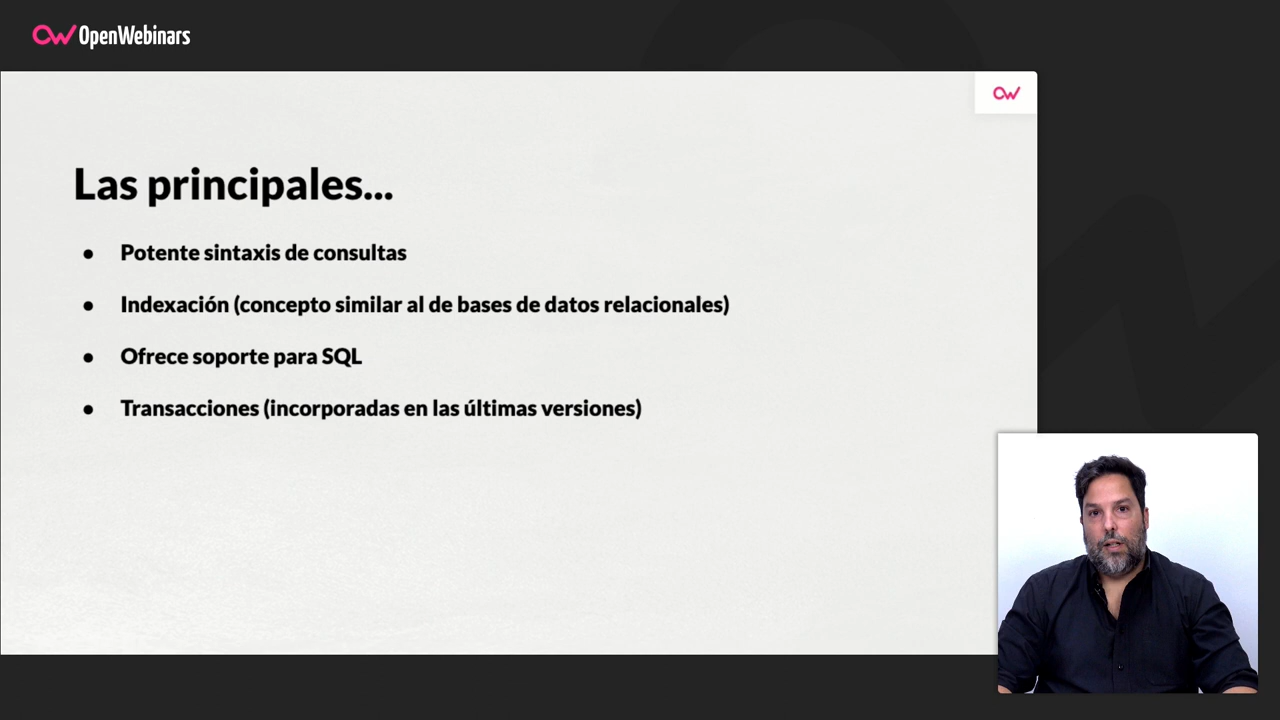 OpenWebinars
Las principales...
● Potente sintaxis de consultas
● Indexación (concepto similar al de bases de datos relacionales)
● Ofrece soporte para SQL
● Transacciones (incorporadas en las últimas versiones)